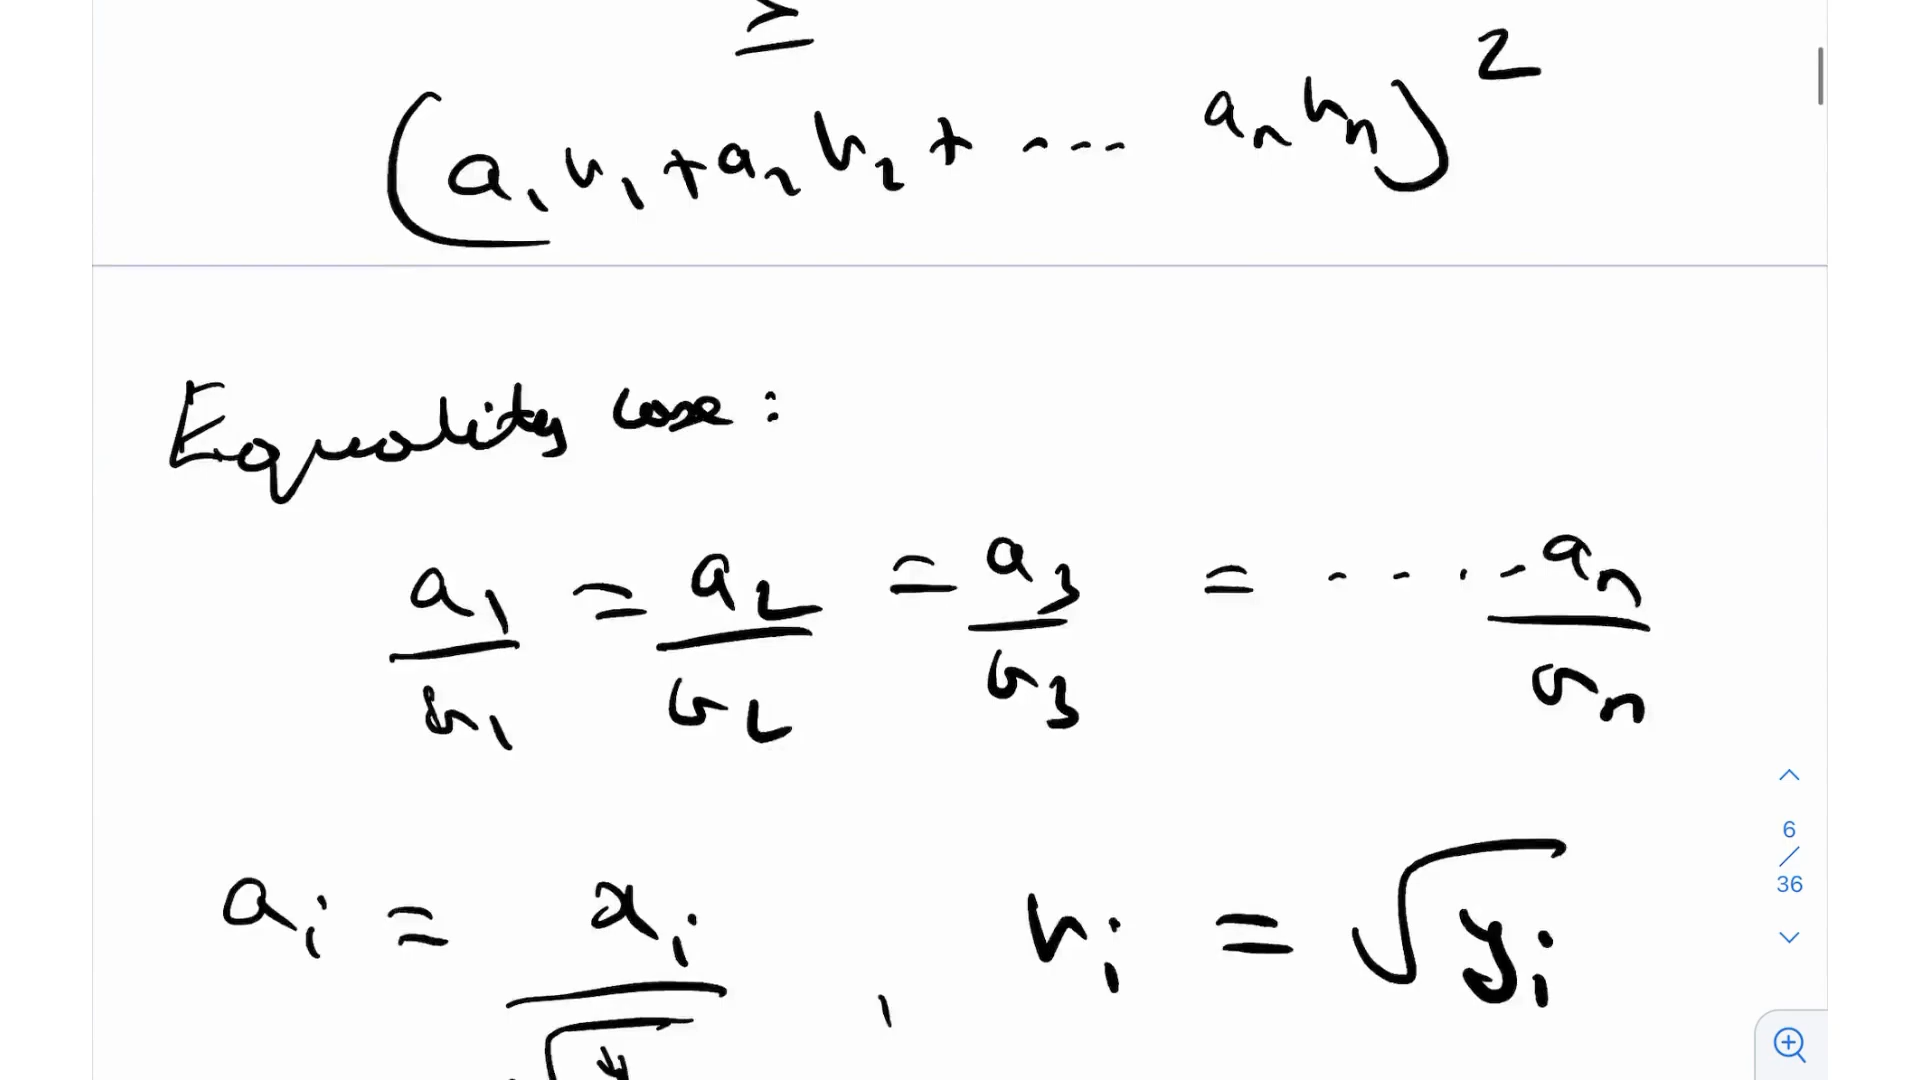 ≥
(a₁b₁ + a₂b₂ + ---- aₙbₙ)²
Equality case :
a₁/b₁ = a₂/b₂ = a₃/b₃ = ---- aₙ/bₙ
aᵢ = xᵢ/√y , bᵢ = √yᵢ
6
/
36